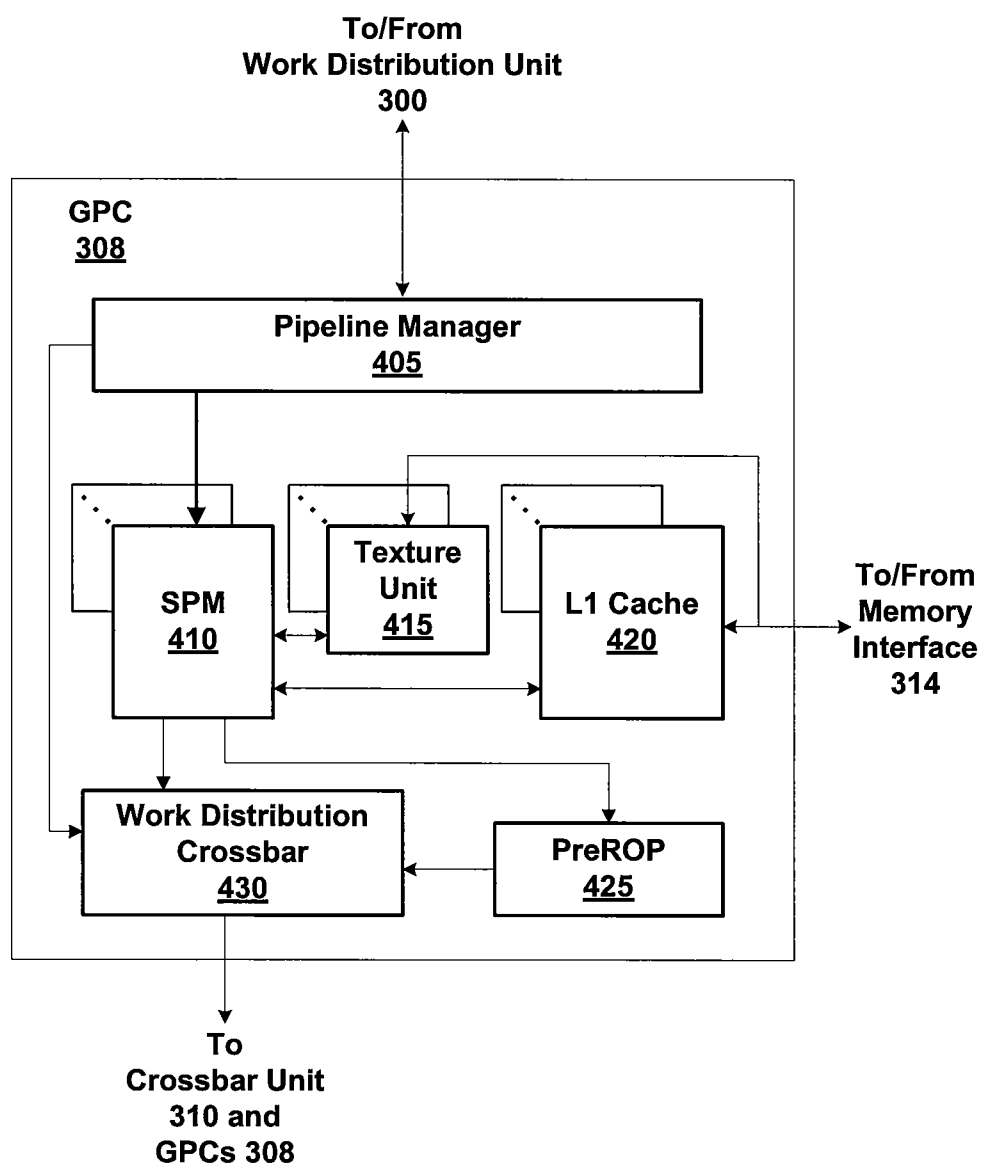 To/From
Work Distribution Unit
300
GPC
308
Pipeline Manager
405
SPM
410
Texture
Unit
415
L1 Cache
420
To/From
Memory
Interface
314
Work Distribution
Crossbar
430
PreROP
425
To
Crossbar Unit
310 and
GPCs 308